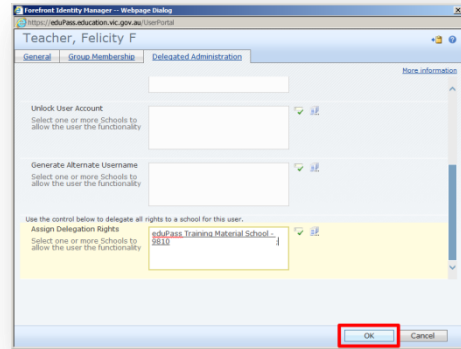 Forefront Identity Manager -- Webpage Dialog
https://eduPass.education.vic.gov.au/UserPortal
Teacher, Felicity F
General Group Membership Delegated Administration
More information
Unlock User Account
Select one or more Schools to
allow the user the functionality
Generate Alternate Username
Select one or more Schools to
allow the user the functionality
Use the control below to delegate all rights to a school for this user.
Assign Delegation Rights
Select one or more Schools to
allow the user the functionality
eduPass Training Material School -
9810 ;
OK Cancel